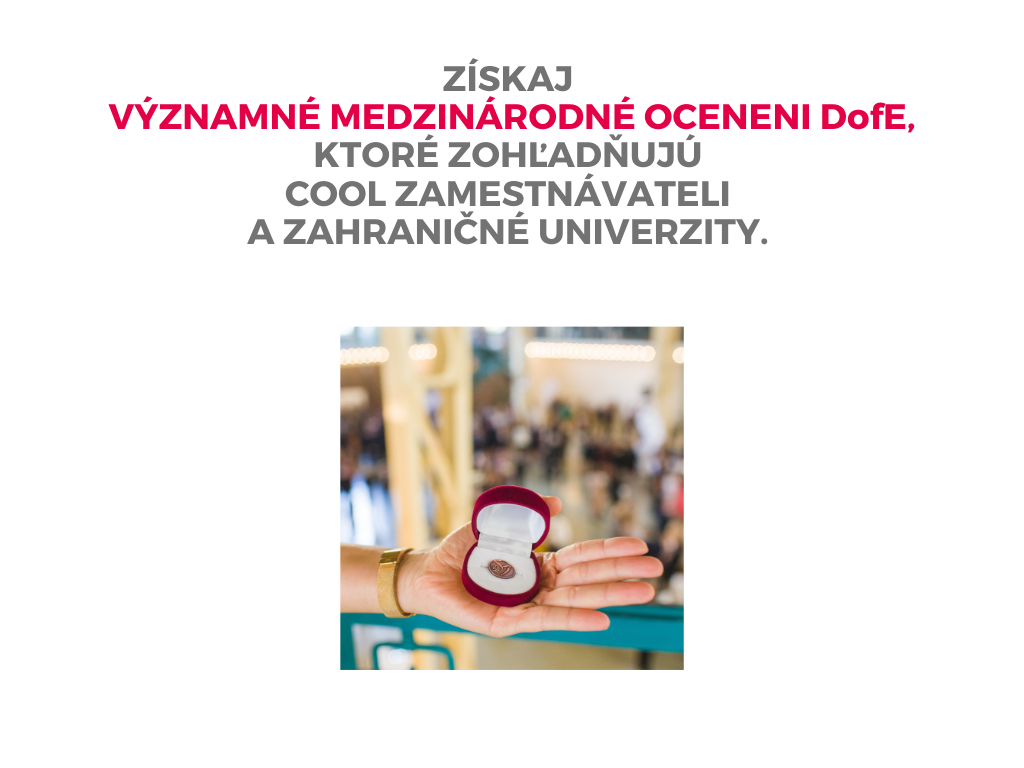 ZÍSKAJ
VÝZNAMNÉ MEDZINÁRODNÉ OCENENI DofE,
KTORÉ ZOHĽADŇUJÚ
COOL ZAMESTNÁVATELI
A ZAHRANIČNÉ UNIVERZITY.